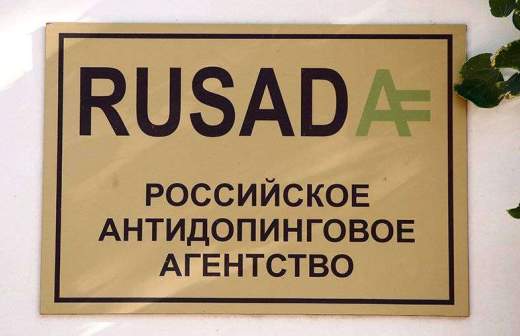 RUSADA
РОССИЙСКОЕ
АНТИДОПИНГОВОЕ
АГЕНТСТВО